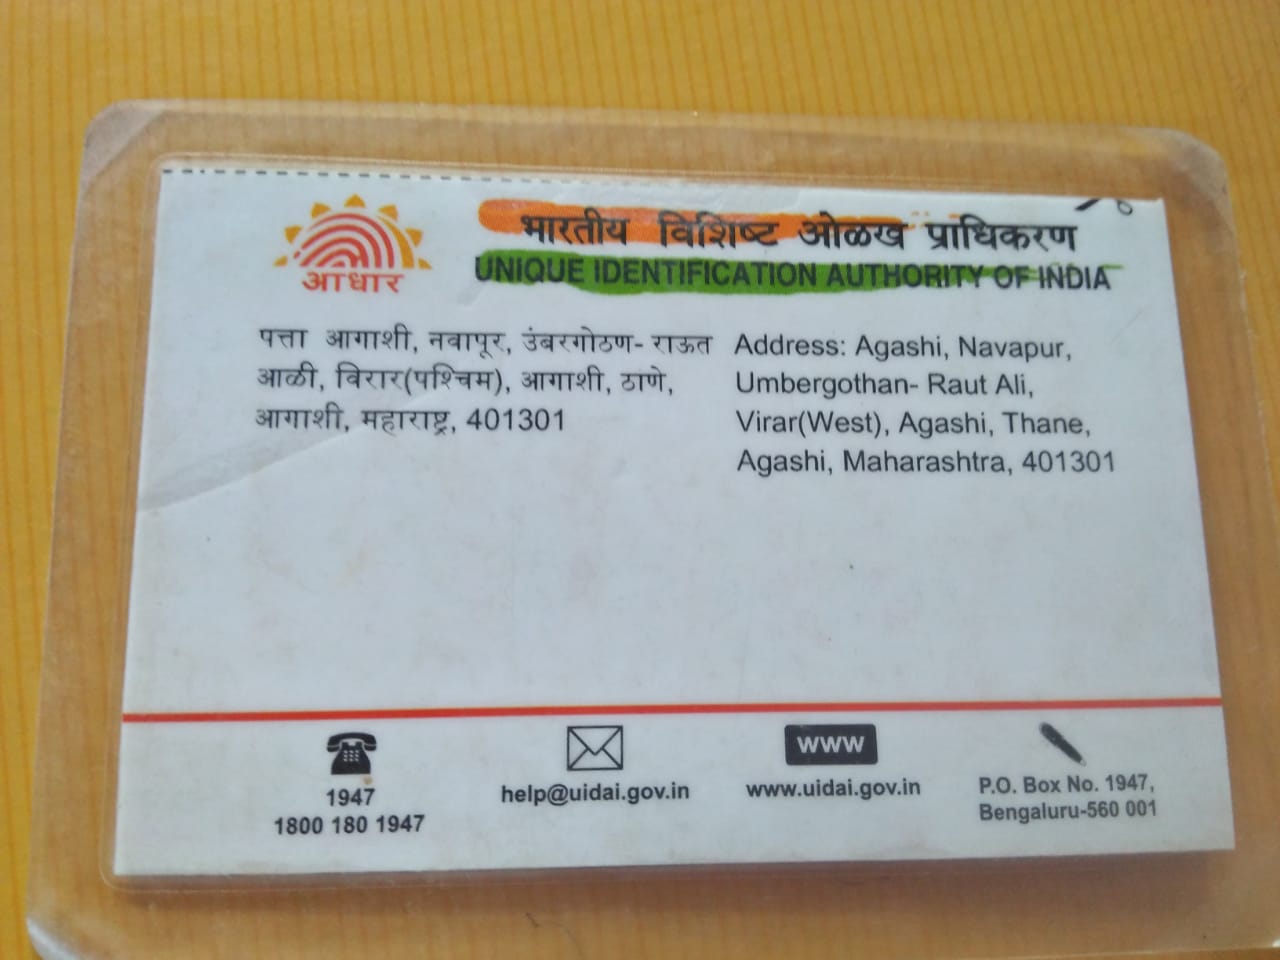 भारतीय विशिष्ट ओळख प्राधिकरण
UNIQUE IDENTIFICATION AUTHORITY OF INDIA
आधार
पत्ता आगाशी, नवापूर, उंबरगोठण- राऊत
आळी, विरार(पश्चिम), आगाशी, ठाणे,
आगाशी, महाराष्ट्र, 401301
Address: Agashi, Navapur,
Umbergothan- Raut Ali,
Virar(West), Agashi, Thane,
Agashi, Maharashtra, 401301
1947
1800 180 1947
help@uidai.gov.in
www
www.uidai.gov.in
P.O. Box No. 1947,
Bengaluru-560 001